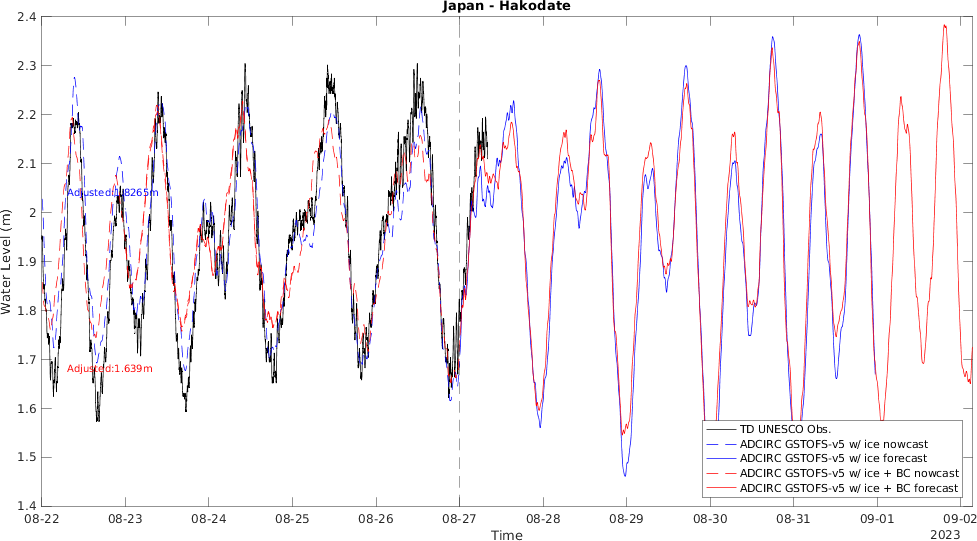 Japan - Hakodate
2.4
2.3
2.2
2.1
2
1.9
1.8
1.7
1.6
1.5
1.4
Water Level (m)
Adjusted:1.8265m
Adjusted:1.639m
TD UNESCO Obs.
ADCIRC GSTOFS-v5 w/ ice nowcast
ADCIRC GSTOFS-v5 w/ ice forecast
ADCIRC GSTOFS-v5 w/ ice + BC nowcast
ADCIRC GSTOFS-v5 w/ ice + BC forecast
08-22 08-23 08-24 08-25 08-26 08-27 08-28 08-29 08-30 08-31 09-01 09-02
Time
2023